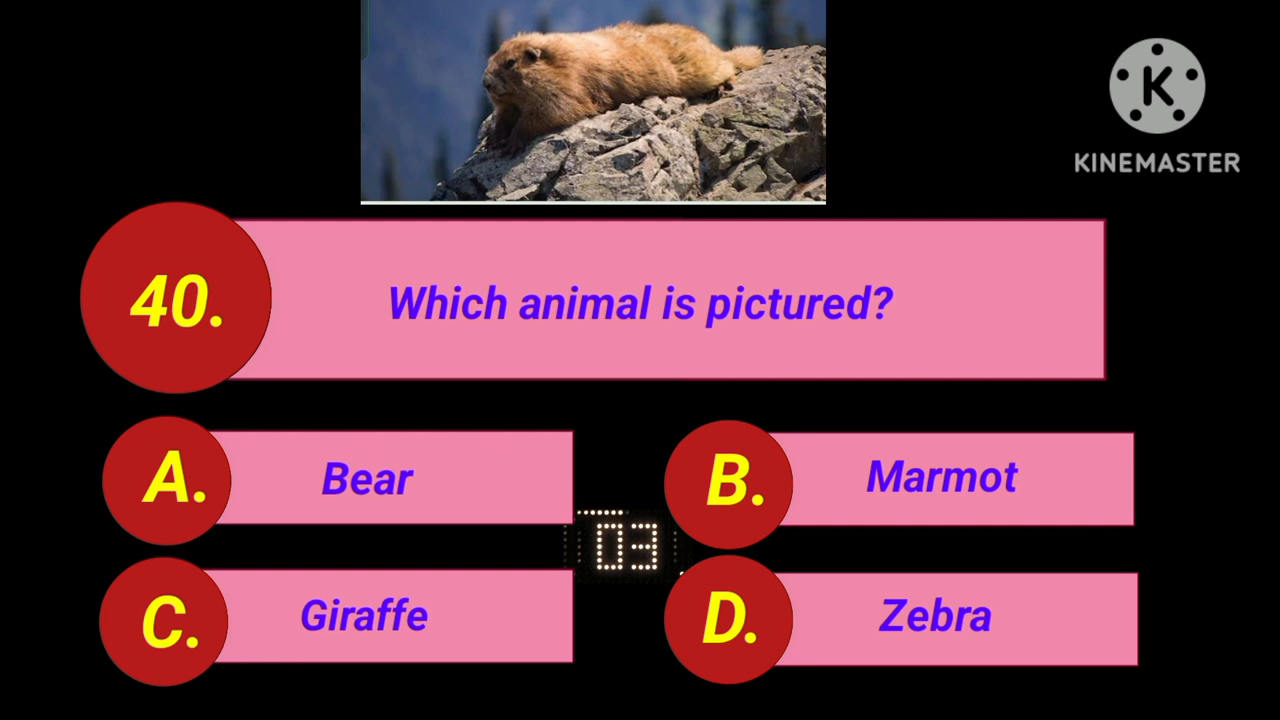 K
KINEMASTER
40.
Which animal is pictured?
A.
Bear
B.
Marmot
03
C.
Giraffe
D.
Zebra